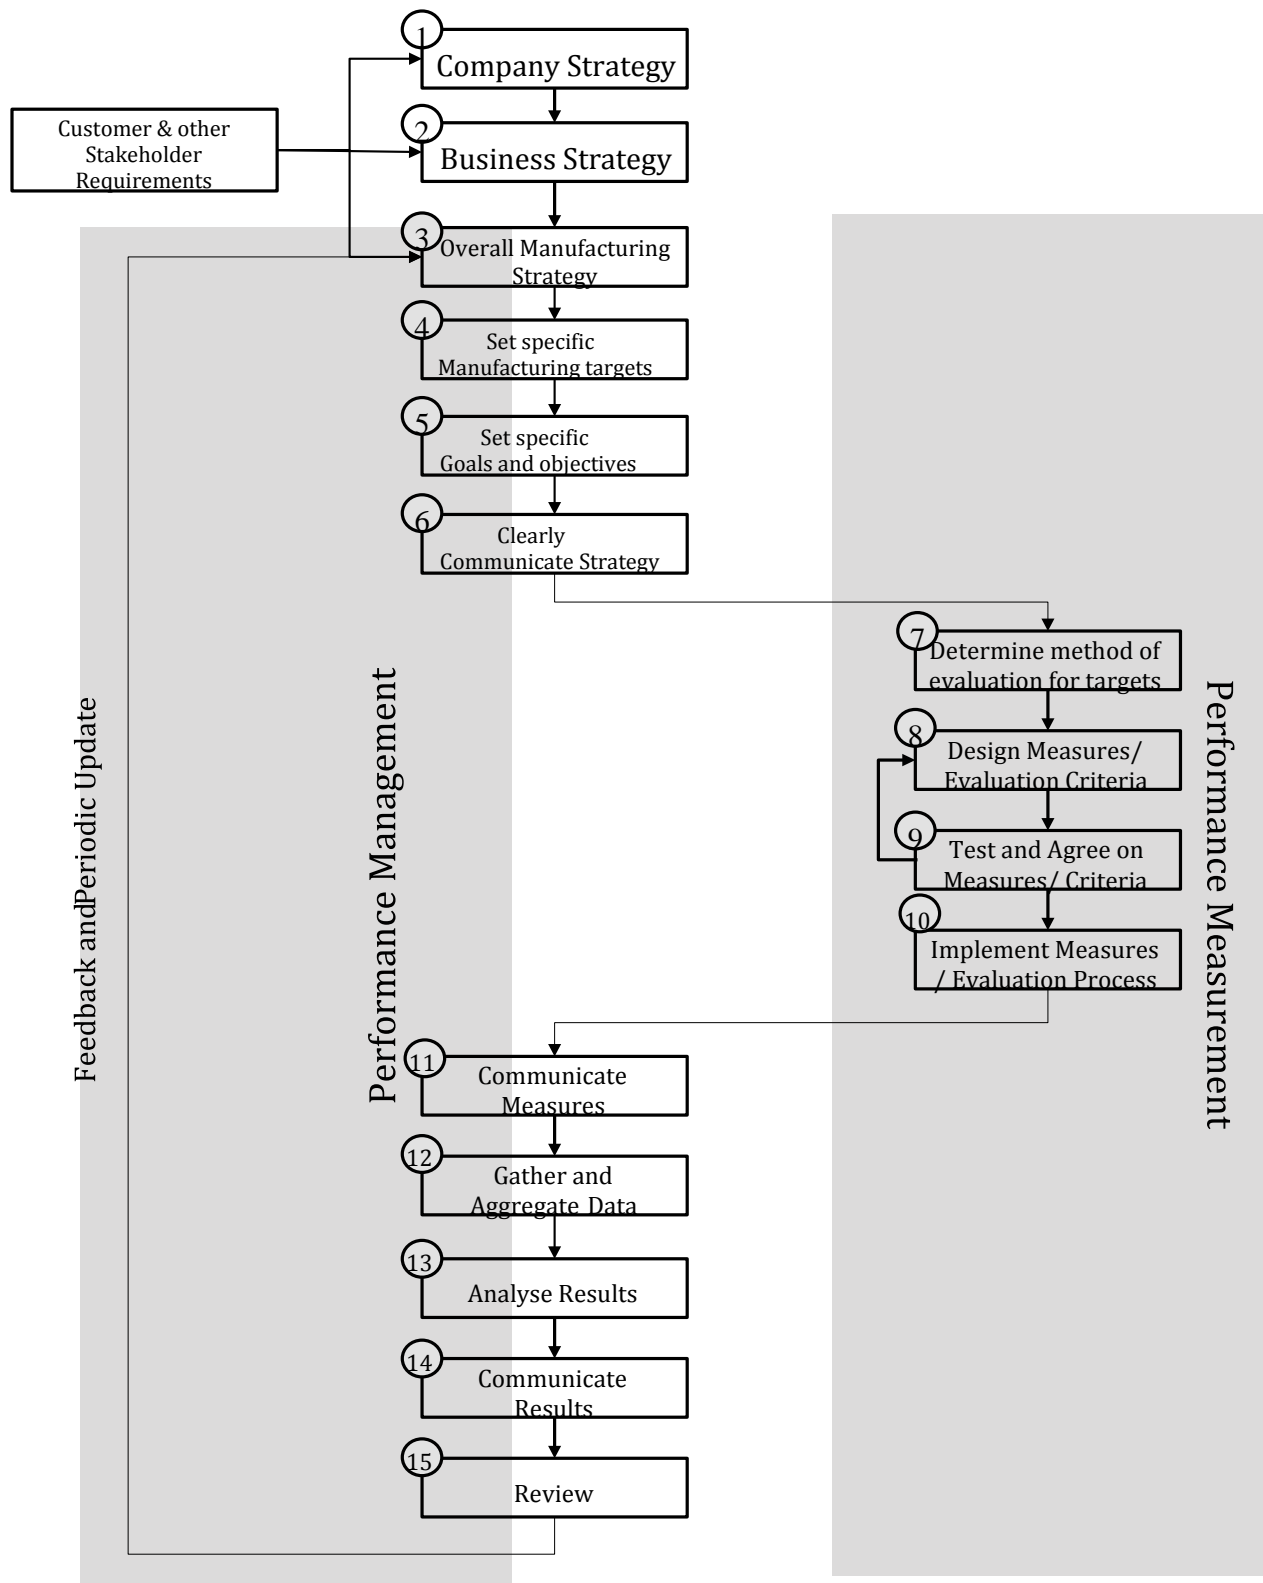 1
Company Strategy
Customer & other
Stakeholder
Requirements
2
Business Strategy
3
Overall Manufacturing
Strategy
4
Set specific
Manufacturing targets
5
Set specific
Goals and objectives
6
Clearly
Communicate Strategy
7
Determine method of
evaluation for targets
8
Design Measures/
Evaluation Criteria
9
Test and Agree on
Measures/ Criteria
10
Implement Measures
/ Evaluation Process
Feedback andPeriodic Update
Performance Management
Performance Measurement
11
Communicate
Measures
12
Gather and
Aggregate Data
13
Analyse Results
14
Communicate
Results
15
Review